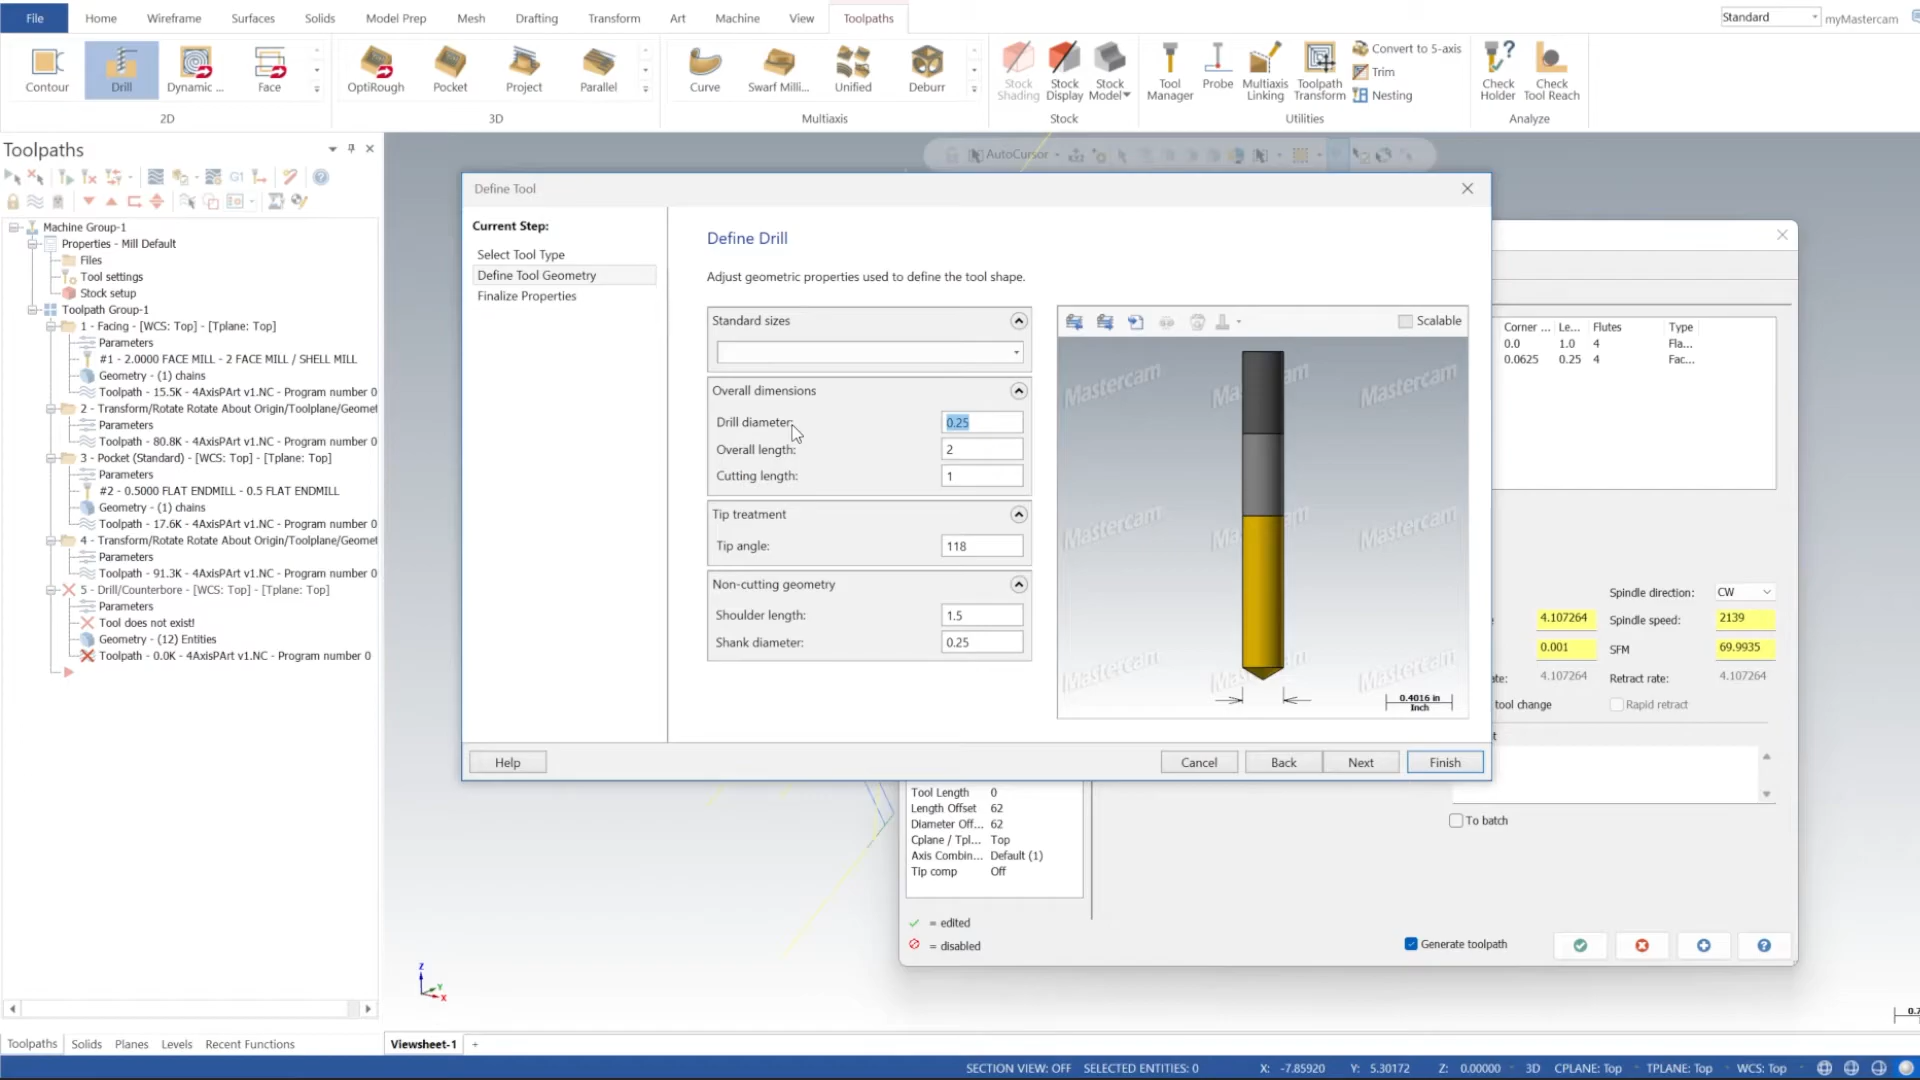 File Home Wireframe Surfaces Solids Model Prep Mesh Drafting Transform Art Machine View Toolpaths Standard myMastercam
Contour Drill Dynamic ... Face OptiRough Pocket Project Parallel Curve Swarf Milli... Unified Deburr Stock Shading Stock Display Stock Model Tool Manager Probe Multiaxis Linking Toolpath Transform Convert to 5-axis Trim Nesting Check Holder Check Tool Reach
2D 3D Multiaxis Stock Utilities Analyze
Toolpaths
AutoCursor
G1
Machine Group-1
Properties - Mill Default
Files
Tool settings
Stock setup
Toolpath Group-1
1 - Facing - [WCS: Top] - [Tplane: Top]
Parameters
#1 - 2.0000 FACE MILL - 2 FACE MILL / SHELL MILL
Geometry - (1) chains
Toolpath - 15.5K - 4AxisPArt v1.NC - Program number 0
2 - Transform/Rotate Rotate About Origin/Toolplane/Geomet
Parameters
Toolpath - 80.8K - 4AxisPArt v1.NC - Program number 0
3 - Pocket (Standard) - [WCS: Top] - [Tplane: Top]
Parameters
#2 - 0.5000 FLAT ENDMILL - 0.5 FLAT ENDMILL
Geometry - (1) chains
Toolpath - 17.6K - 4AxisPArt v1.NC - Program number 0
4 - Transform/Rotate Rotate About Origin/Toolplane/Geomet
Parameters
Toolpath - 91.3K - 4AxisPArt v1.NC - Program number 0
5 - Drill/Counterbore - [WCS: Top] - [Tplane: Top]
Parameters
Tool does not exist!
Geometry - (12) Entities
Toolpath - 0.0K - 4AxisPArt v1.NC - Program number 0
Define Tool
Current Step:
Select Tool Type
Define Tool Geometry
Finalize Properties
Define Drill
Adjust geometric properties used to define the tool shape.
Standard sizes
Overall dimensions
Drill diameter: 0.25
Overall length: 2
Cutting length: 1
Tip treatment
Tip angle: 118
Non-cutting geometry
Shoulder length: 1.5
Shank diameter: 0.25
Scalable
Mastercam Mastercam
Mastercam Mastercam
Mastercam Mastercam
0.4016 in
Inch
Help Cancel Back Next Finish
Corner ... Le... Flutes Type
0.0 1.0 4 Fla...
0.0625 0.25 4 Fac...
Spindle direction: CW
4.107264 Spindle speed: 2139
0.001 SFM 69.9935
ate: 4.107264 Retract rate: 4.107264
tool change Rapid retract
To batch
Tool Length 0
Length Offset 62
Diameter Off... 62
Cplane / Tpl... Top
Axis Combin... Default (1)
Tip comp Off
= edited
= disabled
Generate toolpath
Z
Y
X
Toolpaths Solids Planes Levels Recent Functions Viewsheet-1 +
SECTION VIEW: OFF SELECTED ENTITIES: 0 X: -7.85920 Y: 5.30172 Z: 0.00000 3D CPLANE: Top TPLANE: Top WCS: Top